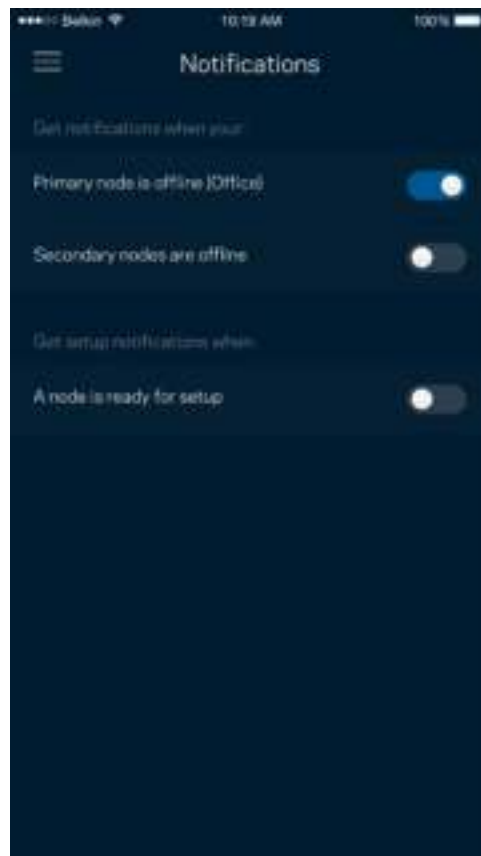 Belkin 10:19 AM 100%
Notifications
Get notifications when your:
Primary node is offline (Office)
Secondary nodes are offline
Get setup notifications when:
A node is ready for setup